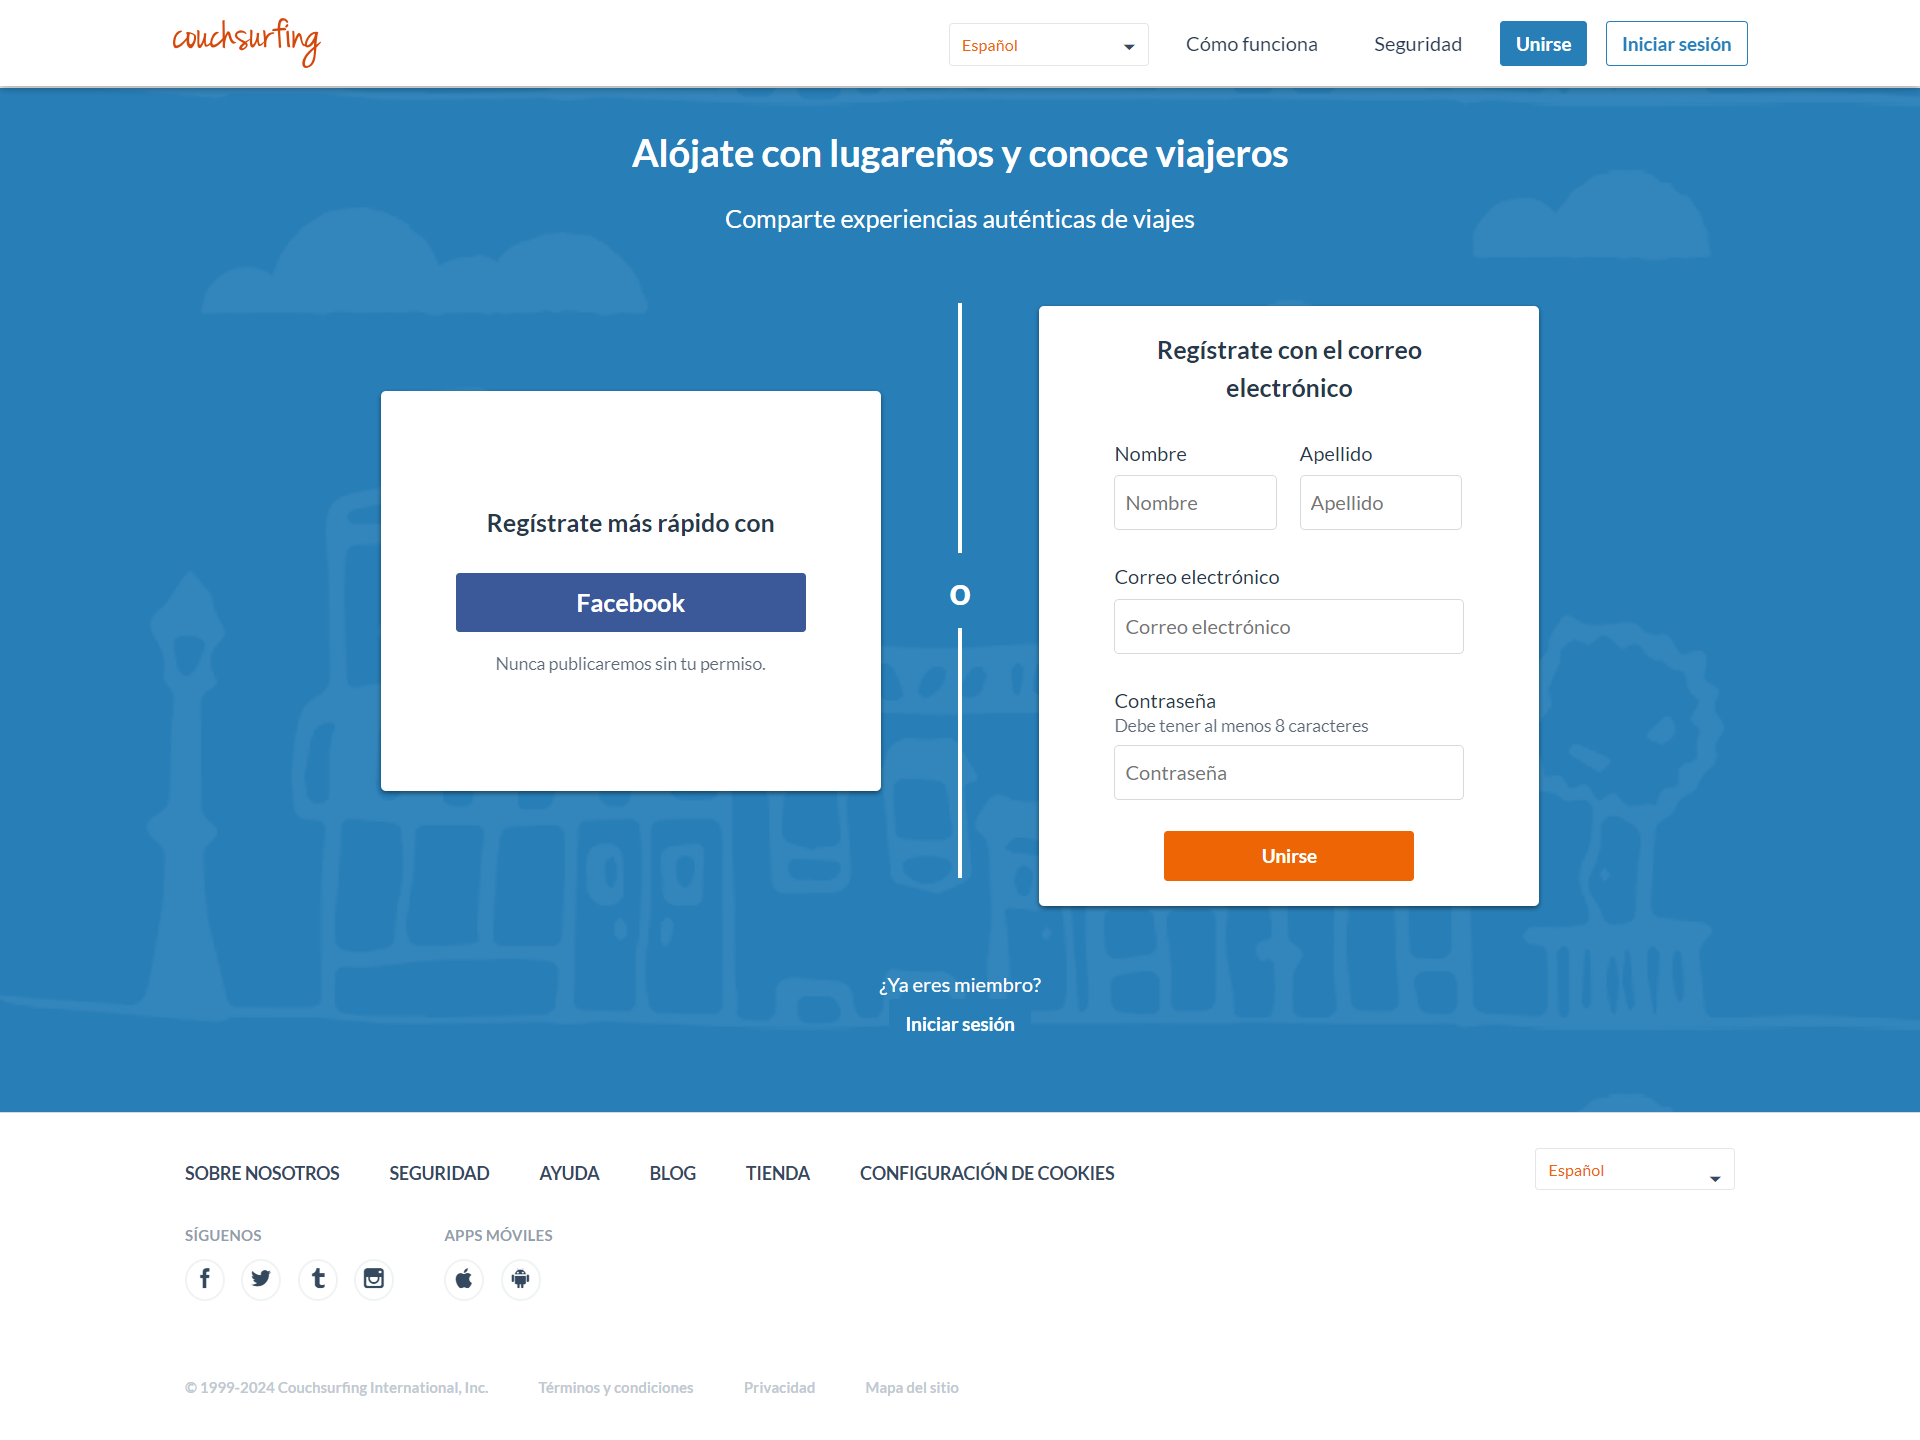 couchsurfing
Español
Cómo funciona
Seguridad
Unirse
Iniciar sesión
Alójate con lugareños y conoce viajeros
Comparte experiencias auténticas de viajes
Regístrate más rápido con
Facebook
Nunca publicaremos sin tu permiso.
o
Regístrate con el correo
electrónico
Nombre
Apellido
Nombre
Apellido
Correo electrónico
Correo electrónico
Contraseña
Debe tener al menos 8 caracteres
Contraseña
Unirse
¿Ya eres miembro?
Iniciar sesión
SOBRE NOSOTROS
SEGURIDAD
AYUDA
BLOG
TIENDA
CONFIGURACIÓN DE COOKIES
Español
SÍGUENOS
APPS MÓVILES
© 1999-2024 Couchsurfing International, Inc.
Términos y condiciones
Privacidad
Mapa del sitio